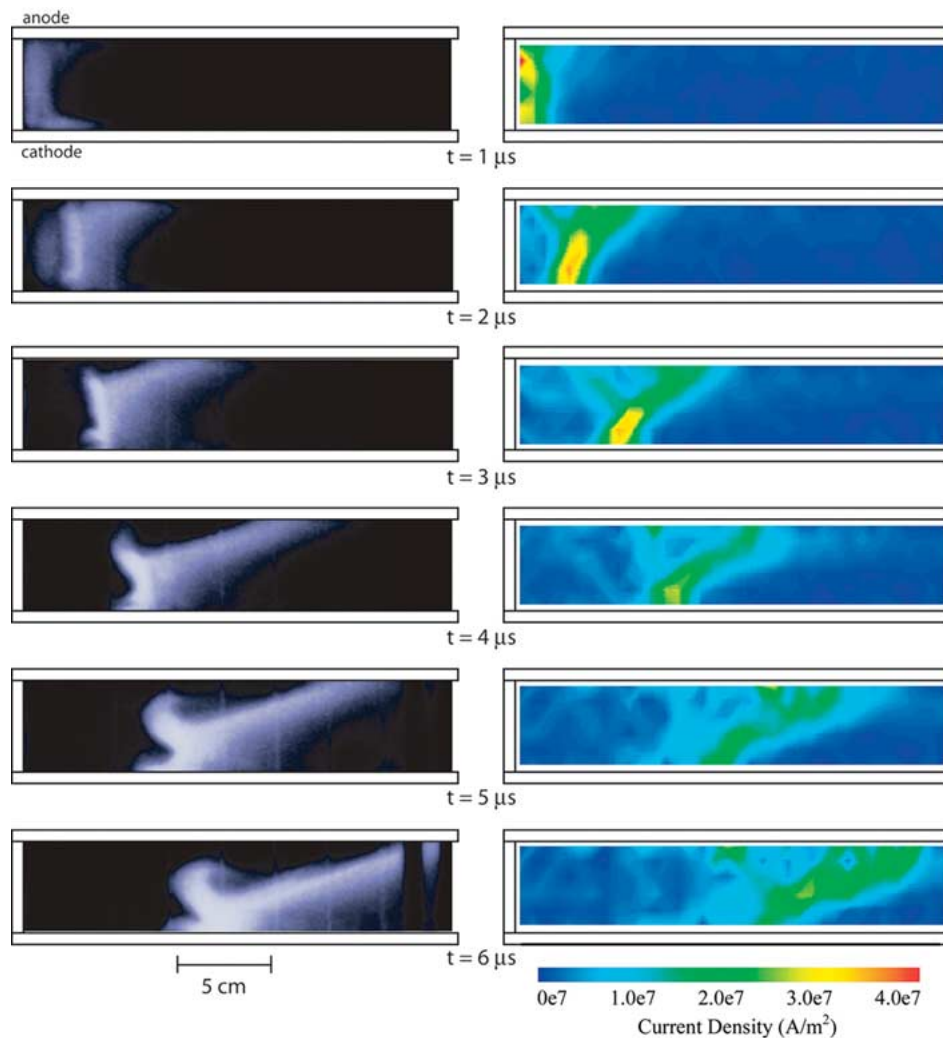 anode
cathode
t = 1 μs
t = 2 μs
t = 3 μs
t = 4 μs
t = 5 μs
t = 6 μs
5 cm
0e7 1.0e7 2.0e7 3.0e7 4.0e7
Current Density (A/m²)